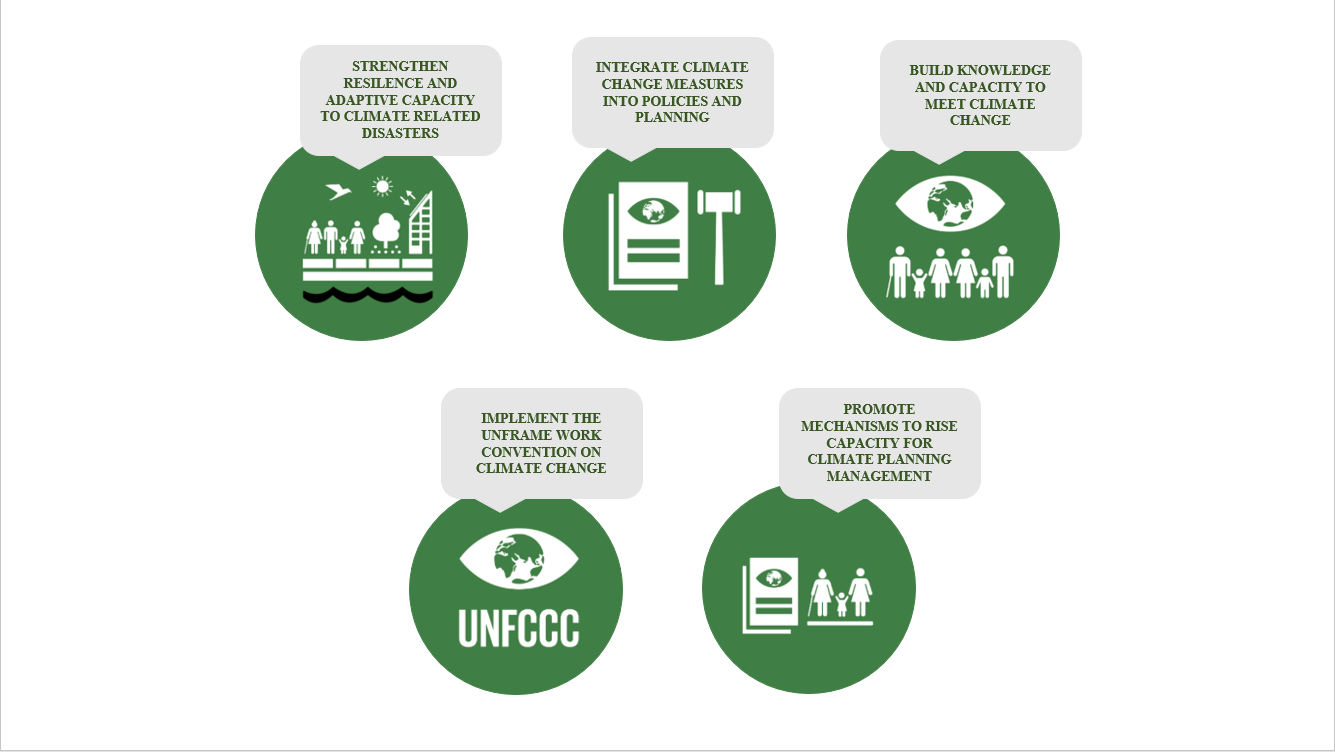 STRENGTHEN
RESILENCE AND
ADAPTIVE CAPACITY
TO CLIMATE RELATED
DISASTERS
INTEGRATE CLIMATE
CHANGE MEASURES
INTO POLICIES AND
PLANNING
BUILD KNOWLEDGE
AND CAPACITY TO
MEET CLIMATE
CHANGE
IMPLEMENT THE
UNFRAME WORK
CONVENTION ON
CLIMATE CHANGE
UNFCCC
PROMOTE
MECHANISMS TO RISE
CAPACITY FOR
CLIMATE PLANNING
MANAGEMENT